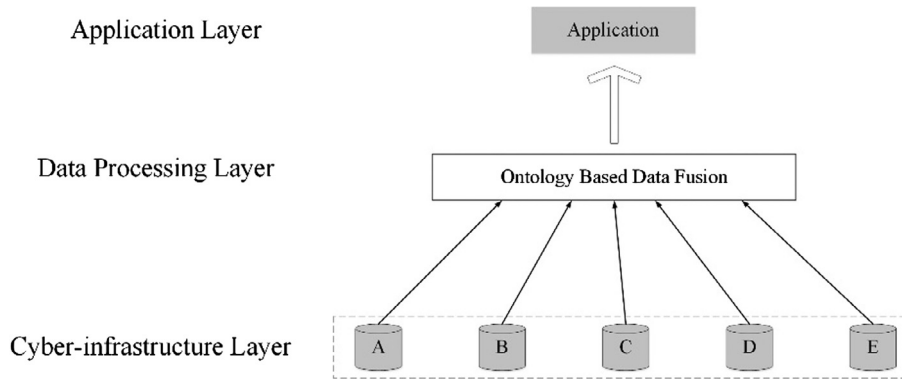 Application Layer
Application
Data Processing Layer
Ontology Based Data Fusion
Cyber-infrastructure Layer
A
B
C
D
E